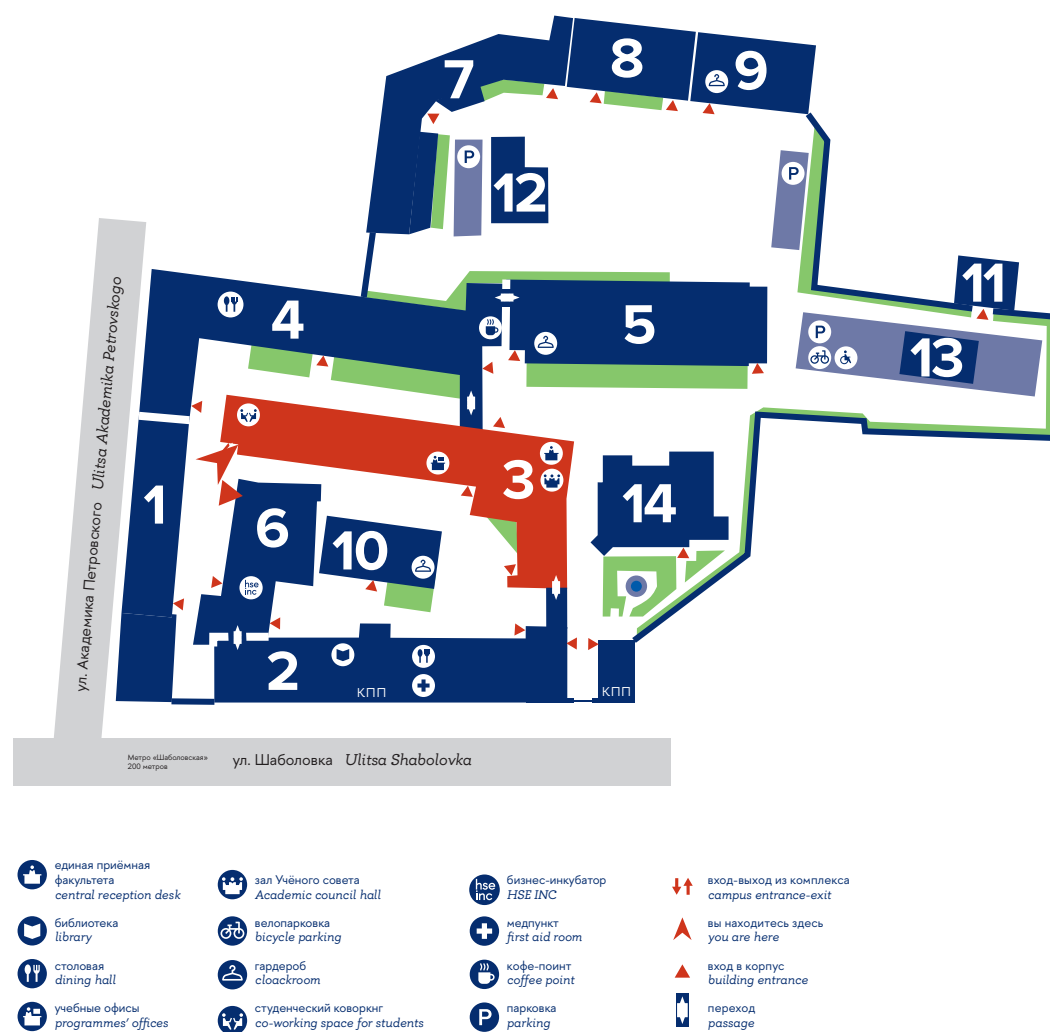 7
8
9
P
12
P
11
4
5
P
13
ул. Академика Петровского Ulitsa Akademika Petrovskogo
3
1
6
10
14
hse
inc
2
КПП
КПП
Метро «Шаболовская»
200 метров
ул. Шаболовка Ulitsa Shabolovka
единая приёмная
факультета
central reception desk
библиотека
library
столовая
dining hall
учебные офисы
programmes' offices
зал Учёного совета
Academic council hall
велопарковка
bicycle parking
гардероб
cloackroom
студенческий коворкнг
co-working space for students
hse
inc
бизнес-инкубатор
HSE INC
медпункт
first aid room
кофе-поинт
coffee point
P
парковка
parking
вход-выход из комплекса
campus entrance-exit
вы находитесь здесь
you are here
вход в корпус
building entrance
переход
passage